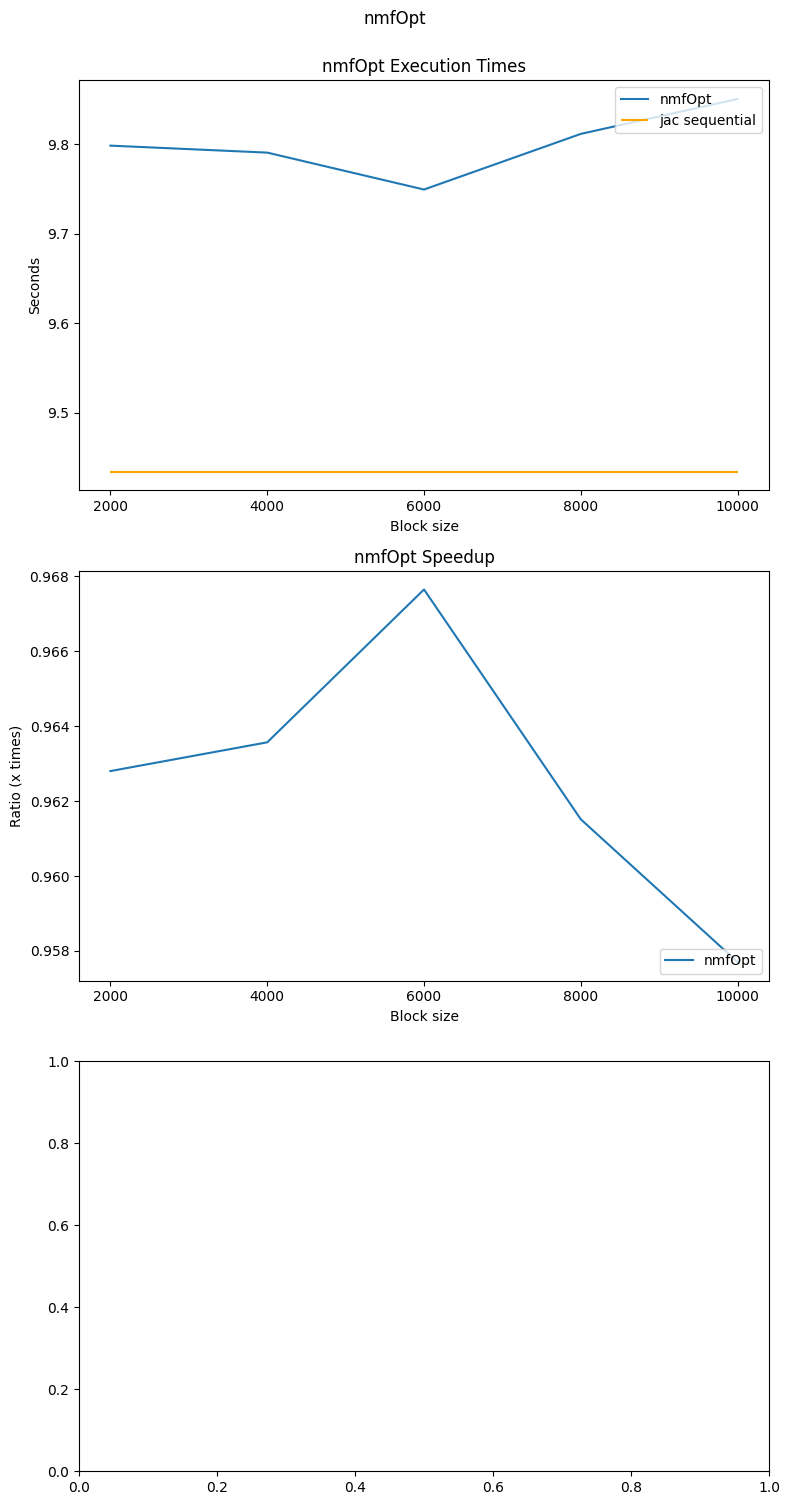 nmfOpt
nmfOpt Execution Times
nmfOpt
jac sequential
9.8
9.7
9.6
9.5
Seconds
2000 4000 6000 8000 10000
Block size
nmfOpt Speedup
0.968
0.966
0.964
0.962
0.960
0.958
Ratio (x times)
nmfOpt
2000 4000 6000 8000 10000
Block size
1.0
0.8
0.6
0.4
0.2
0.0
0.0 0.2 0.4 0.6 0.8 1.0